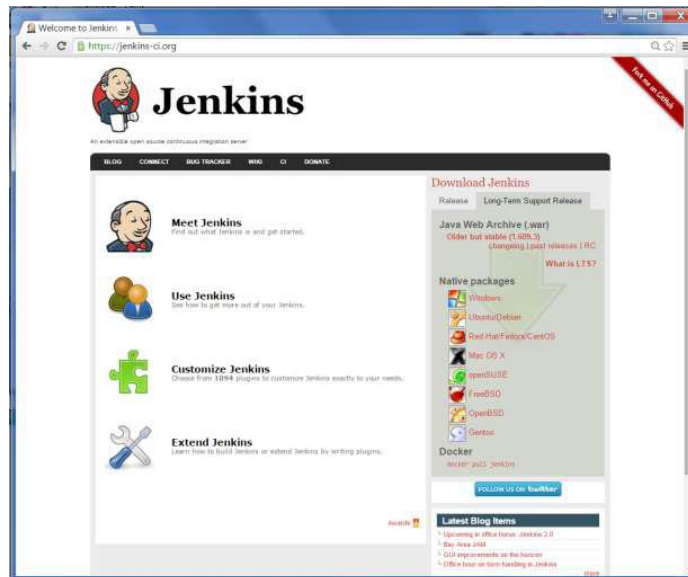 Welcome to Jenkins
https://jenkins-ci.org
Fork me on GitHub
Jenkins
An extensible open source continuous integration server
BLOG CONNECT BUG TRACKER WIKI CI DONATE
Meet Jenkins
Find out what Jenkins is and get started.
Use Jenkins
See how to get more out of your Jenkins.
Customize Jenkins
Choose from 1094 plugins to customize Jenkins exactly to your needs.
Extend Jenkins
Learn how to build Jenkins or extend Jenkins by writing plugins.
Awards
Download Jenkins
Release Long-Term Support Release
Java Web Archive (.war)
Older but stable (1.609.3)
changelog | past releases | RC
What is LTS?
Native packages
Windows
Ubuntu/Debian
Red Hat/Fedora/CentOS
Mac OS X
openSUSE
FreeBSD
OpenBSD
Gentoo
Docker
docker pull jenkins
FOLLOW US ON twitter
Latest Blog Items
Upcoming in office hours: Jenkins 2.0
Bay Area JAM
GUI improvements on the horizon
Office hour on form handling in Jenkins
more